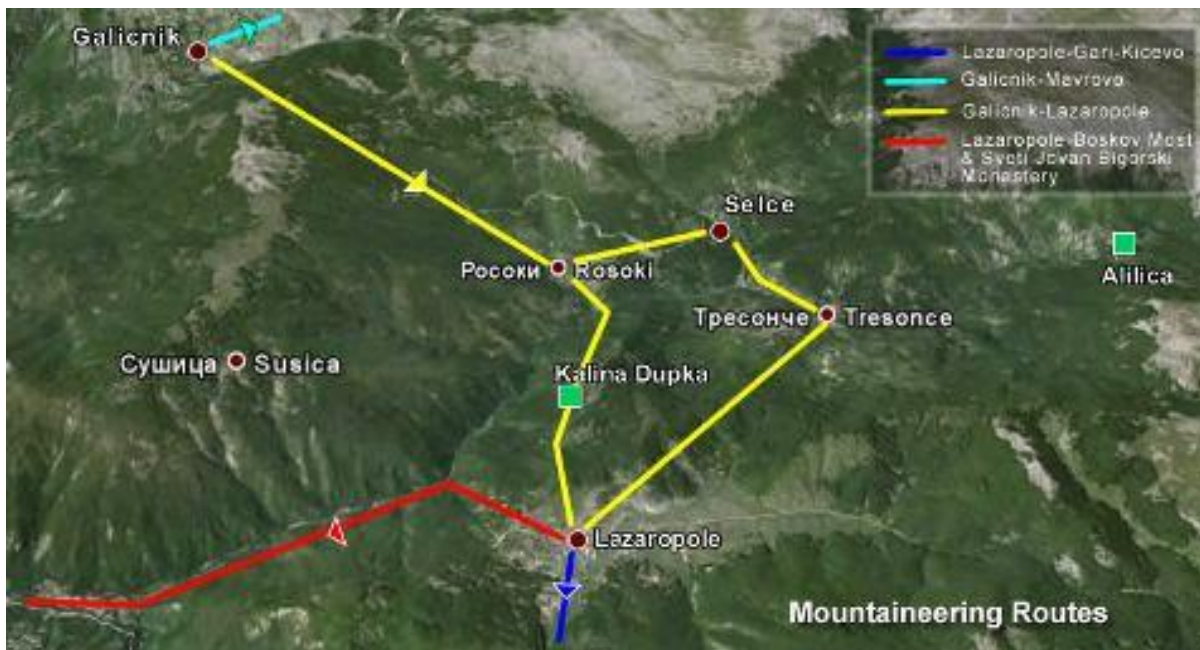 Galicnik
Lazaropole-Gari-Kicevo
Galicnik-Mavrovo
Galicnik-Lazaropole
Lazaropole-Boskov Most
& Sveti Jovan Bigorski
Monastery
Selce
Росоки Rosoki
Alilica
Тресонче Tresonce
Сушица Susica
Kalina Dupka
Lazaropole
Mountaineering Routes